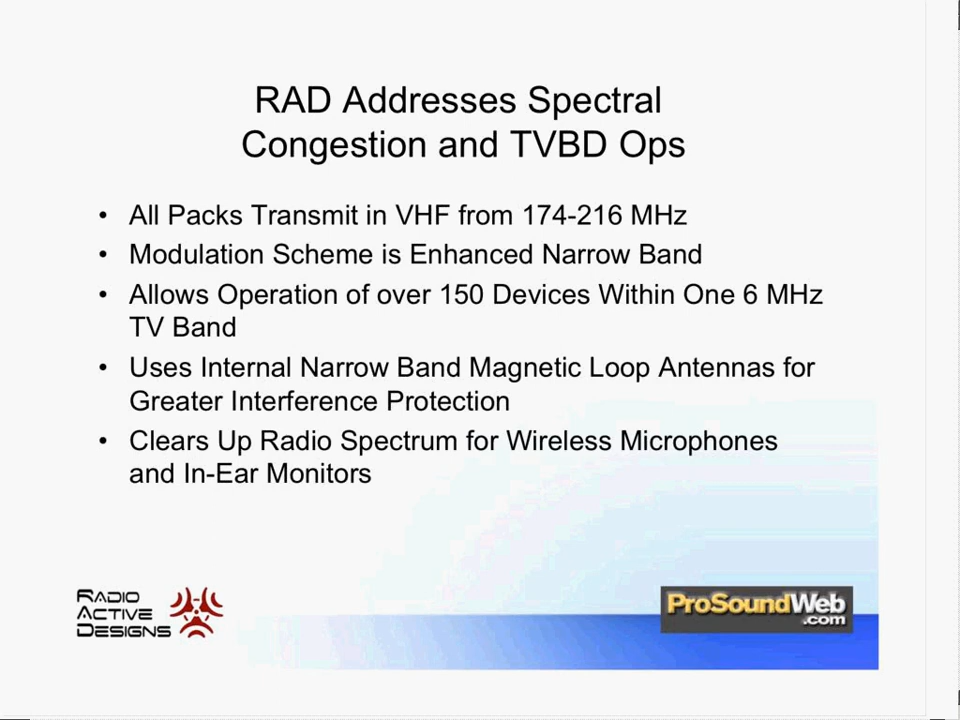 RAD Addresses Spectral
Congestion and TVBD Ops
• All Packs Transmit in VHF from 174-216 MHz
• Modulation Scheme is Enhanced Narrow Band
• Allows Operation of over 150 Devices Within One 6 MHz
TV Band
• Uses Internal Narrow Band Magnetic Loop Antennas for
Greater Interference Protection
• Clears Up Radio Spectrum for Wireless Microphones
and In-Ear Monitors
Radio
Active
Designs
ProSoundWeb
.com